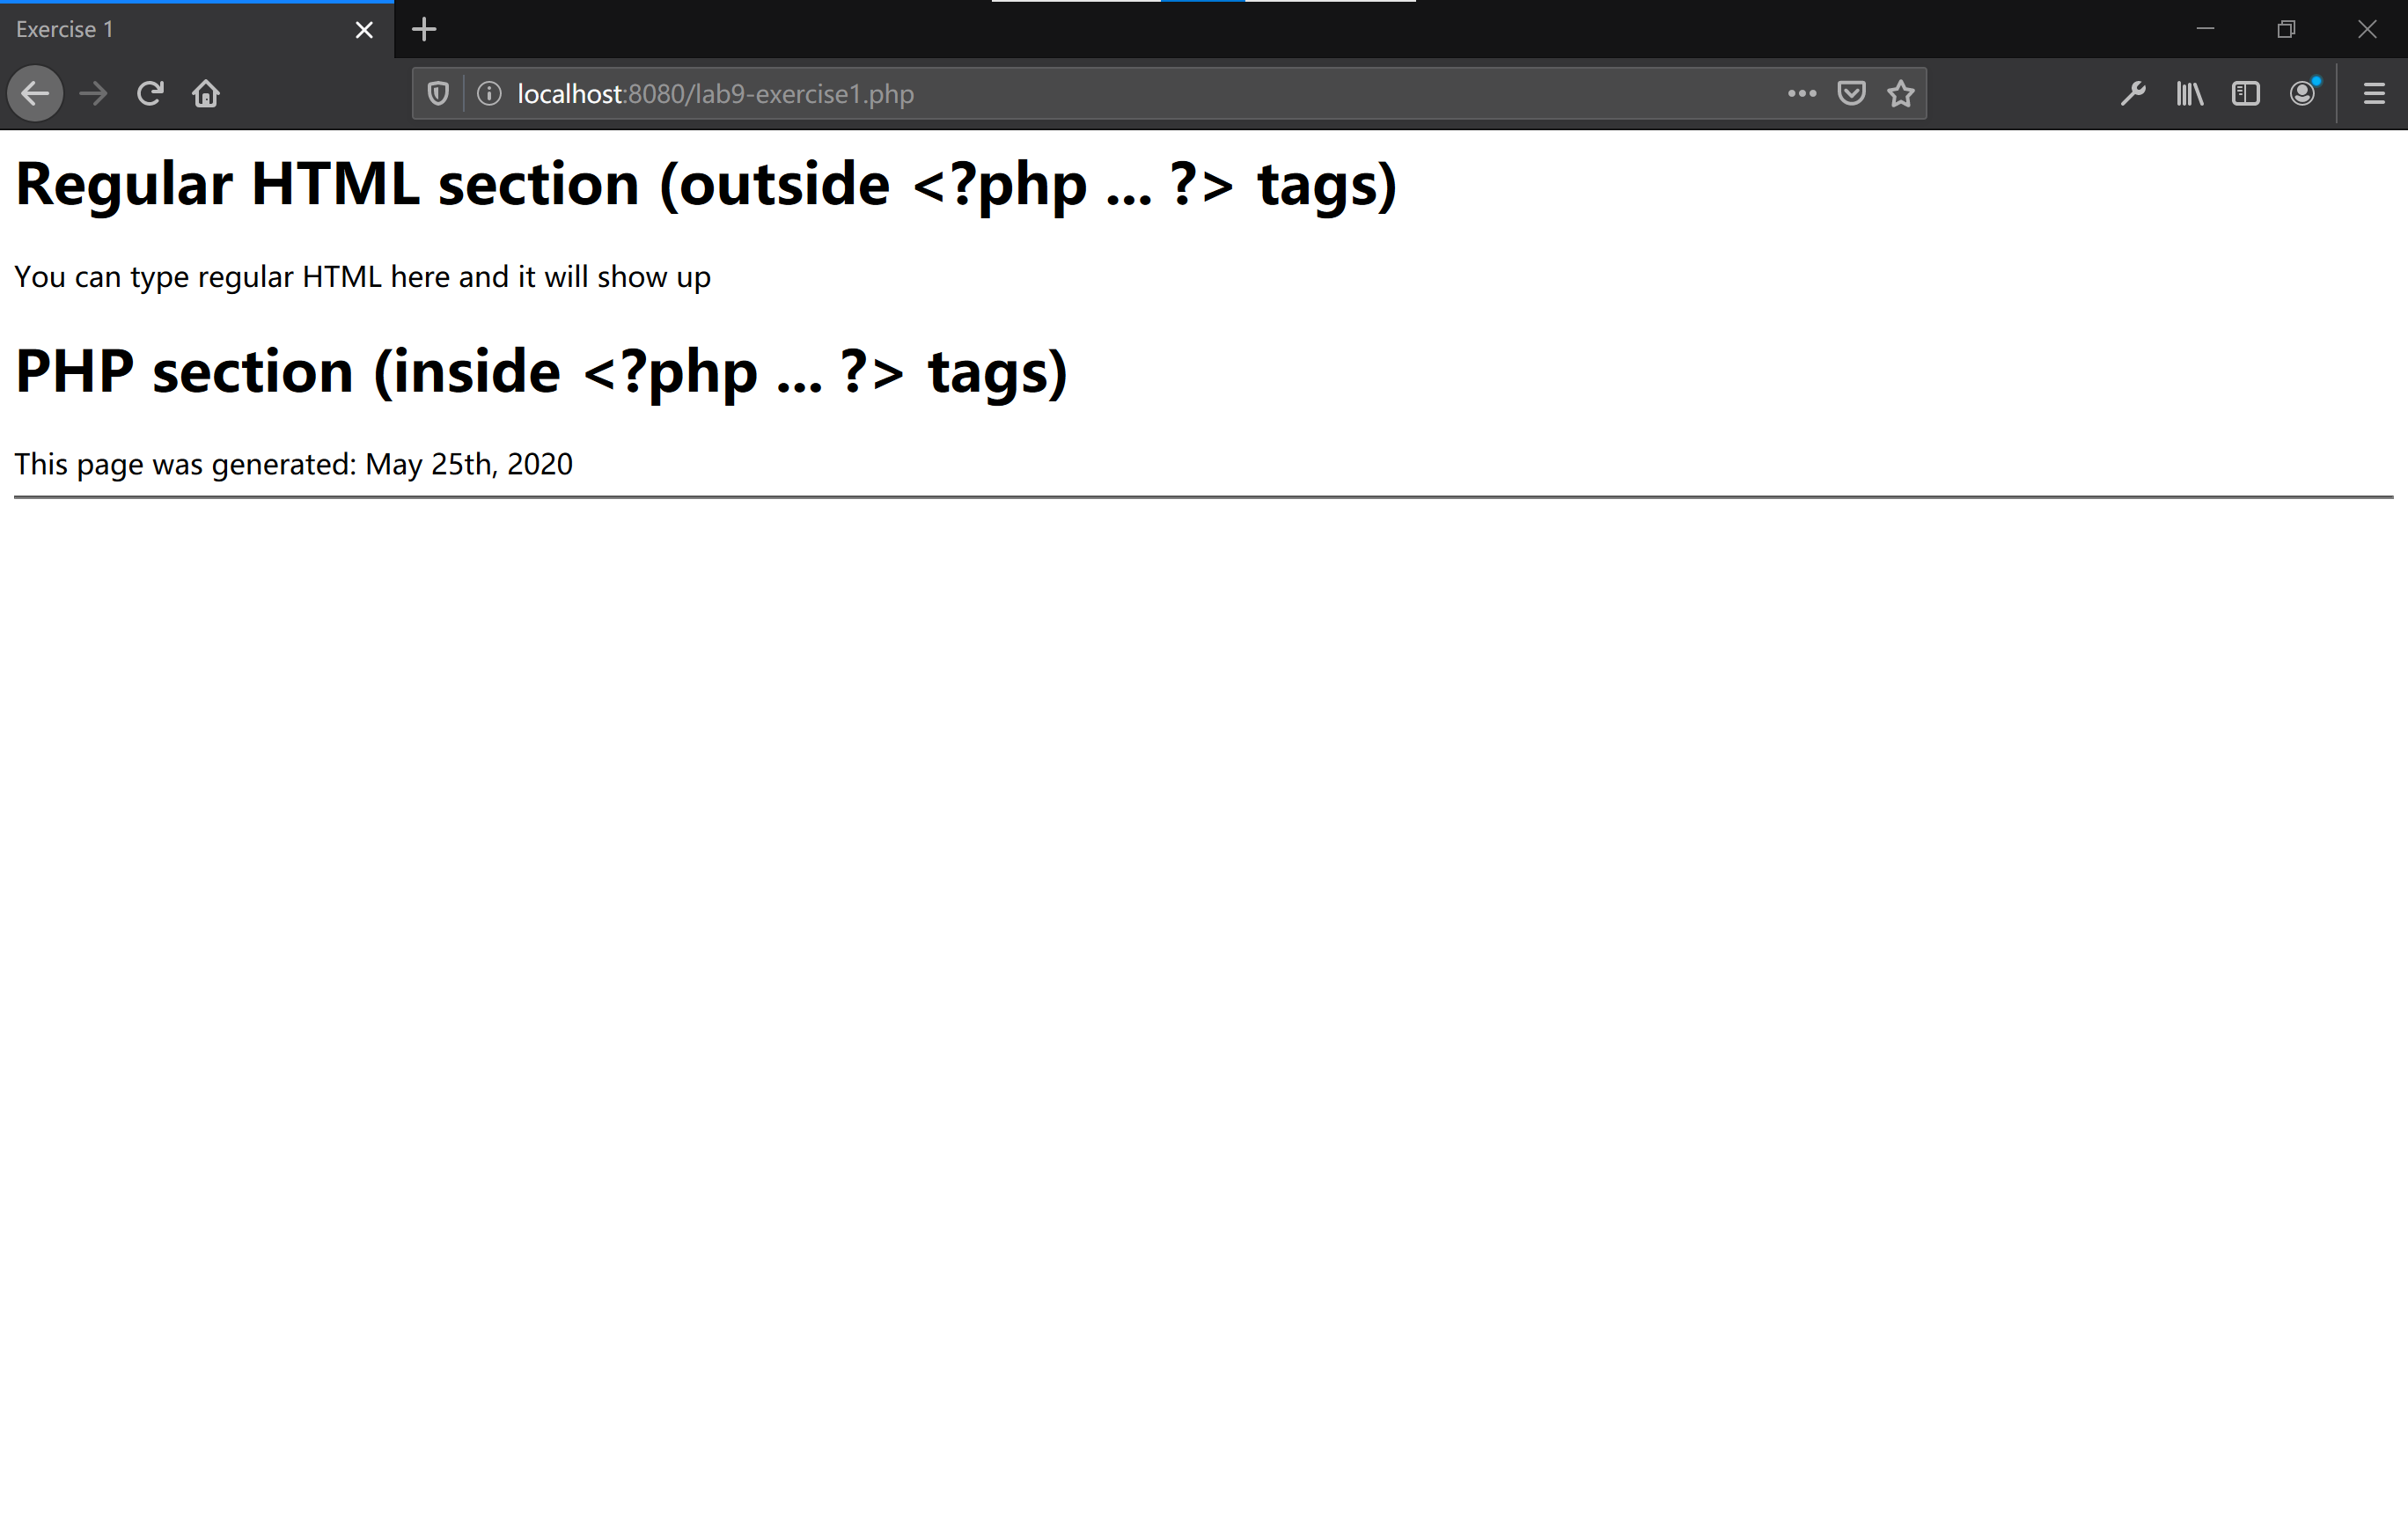 Exercise 1
localhost:8080/lab9-exercise1.php
Regular HTML section (outside <?php ... ?> tags)
You can type regular HTML here and it will show up
PHP section (inside <?php ... ?> tags)
This page was generated: May 25th, 2020